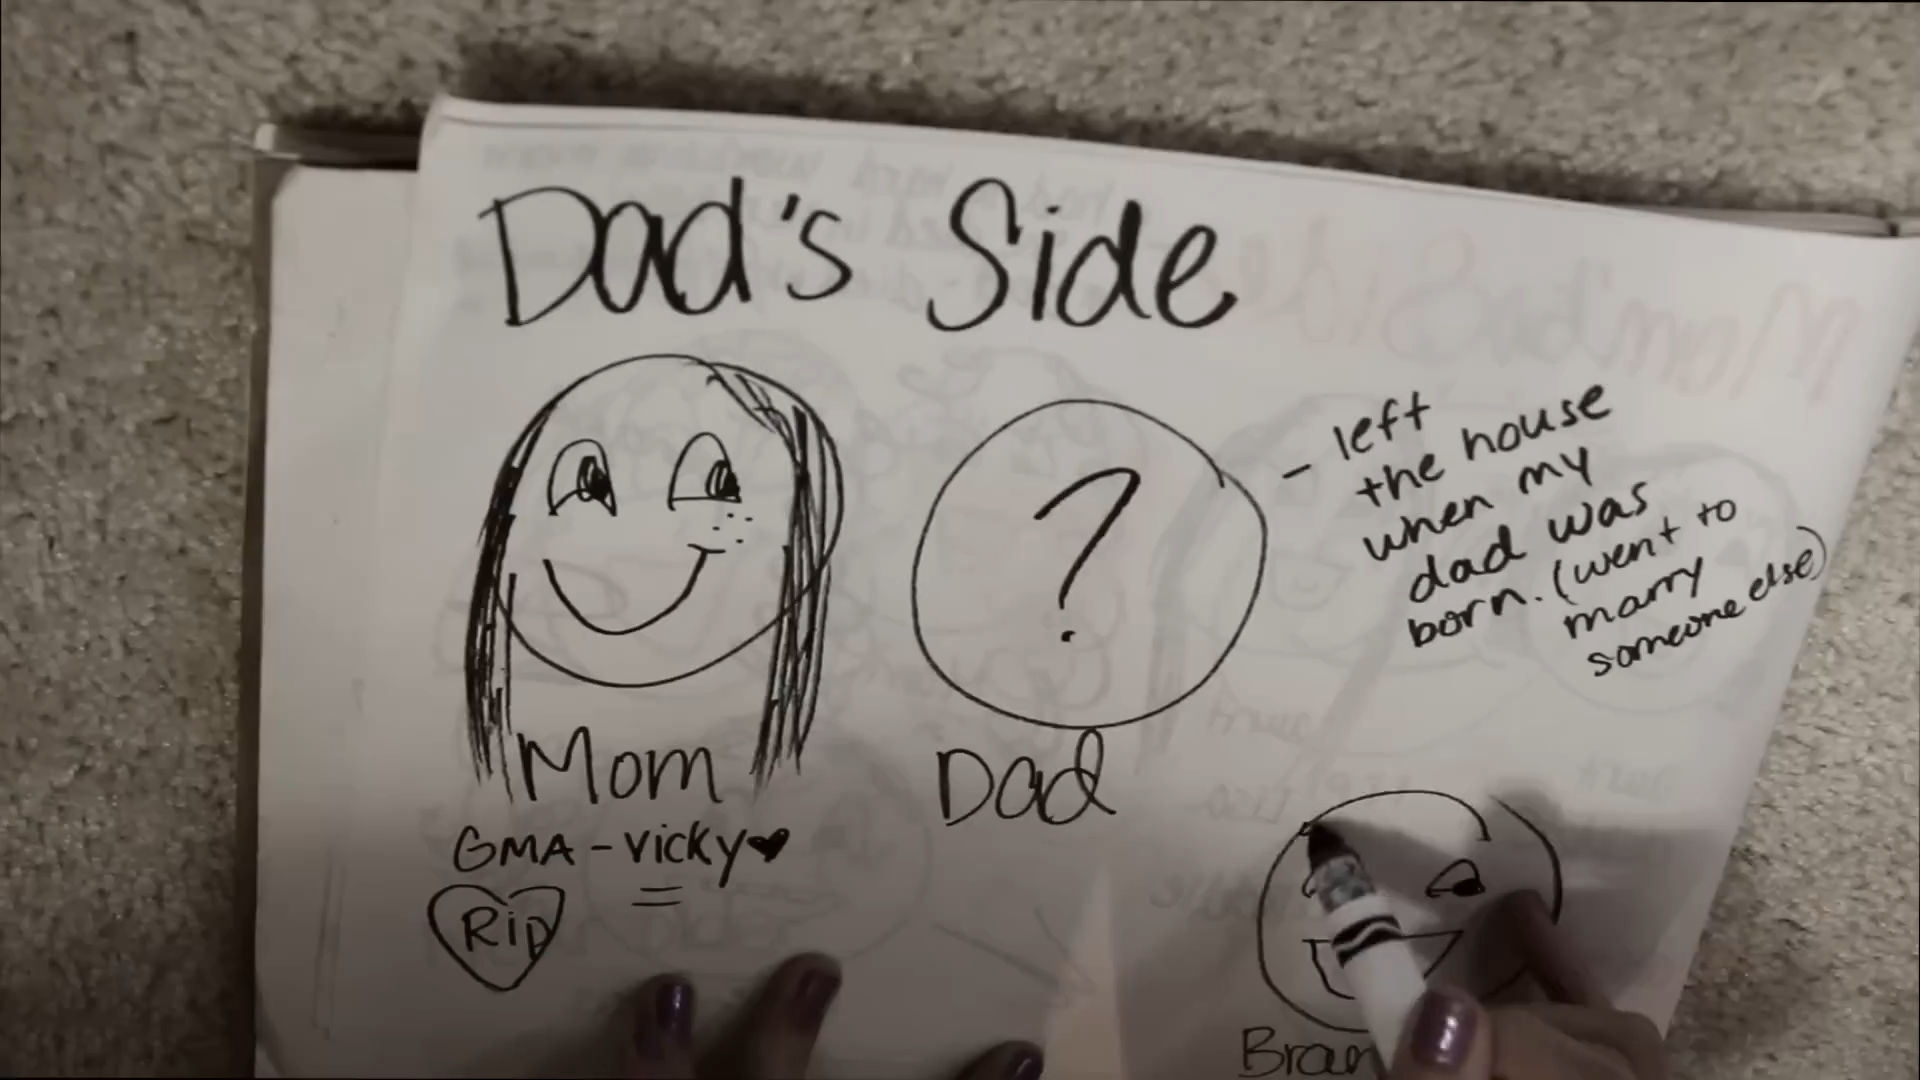 Dad's Side
- left
the house
when my
dad was
born. (went to
marry
someone else)
Mom
Dad
GMA - Vicky
Rip